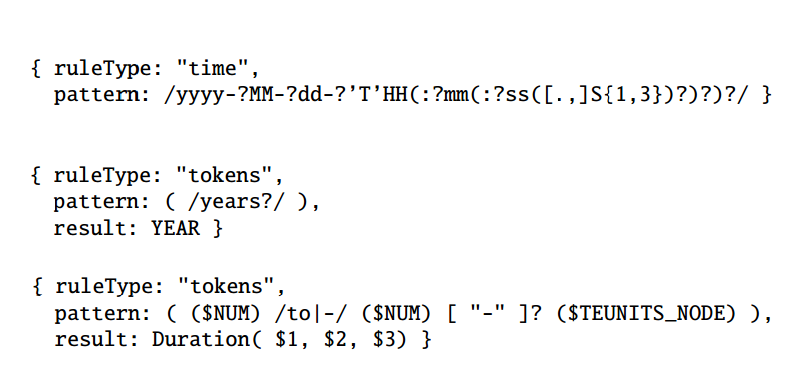 { ruleType: "time",
pattern: /yyyy-?MM-?dd-?’T’HH(:?mm(:?ss([.,]S{1,3})?)?)?/ }
{ ruleType: "tokens",
pattern: ( /years?/ ),
result: YEAR }
{ ruleType: "tokens",
pattern: ( ($NUM) /to|-/ ($NUM) [ "-" ]? ($TEUNITS_NODE) ),
result: Duration( $1, $2, $3) }